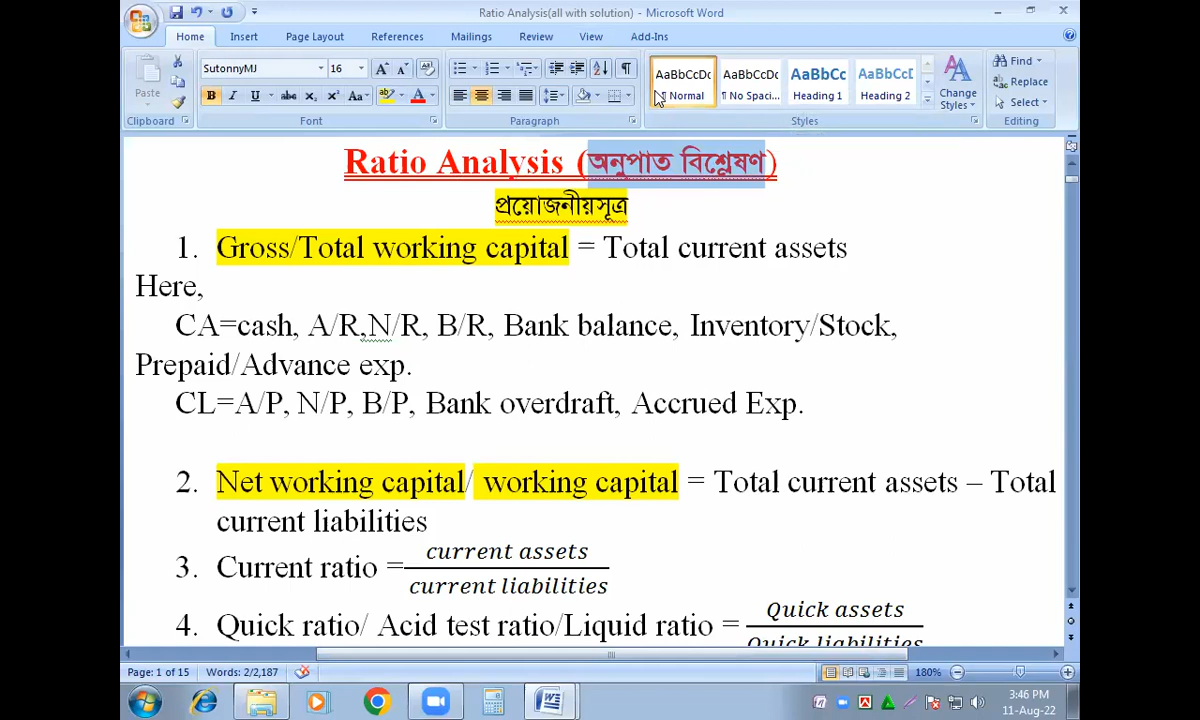 Ratio Analysis(all with solution) - Microsoft Word
Home Insert Page Layout References Mailings Review View Add-Ins
SutonnyMJ 16 AaBbCcDc AaBbCcDc AaBbCc AaBbCcI Find
Paste Replace
¶ Normal ¶ No Spaci... Heading 1 Heading 2 Change Styles Select
Clipboard Font Paragraph Styles Editing
Ratio Analysis (অনুপাত বিশ্লেষণ)
প্রয়োজনীয়সূত্র
1. Gross/Total working capital = Total current assets
Here,
CA=cash, A/R,N/R, B/R, Bank balance, Inventory/Stock,
Prepaid/Advance exp.
CL=A/P, N/P, B/P, Bank overdraft, Accrued Exp.
2. Net working capital/ working capital = Total current assets – Total
current liabilities
3. Current ratio = current assets
current liabilities
4. Quick ratio/ Acid test ratio/Liquid ratio = Quick assets
Quick liabilities
Page: 1 of 15 Words: 2/2,187 180%
3:46 PM
11-Aug-22